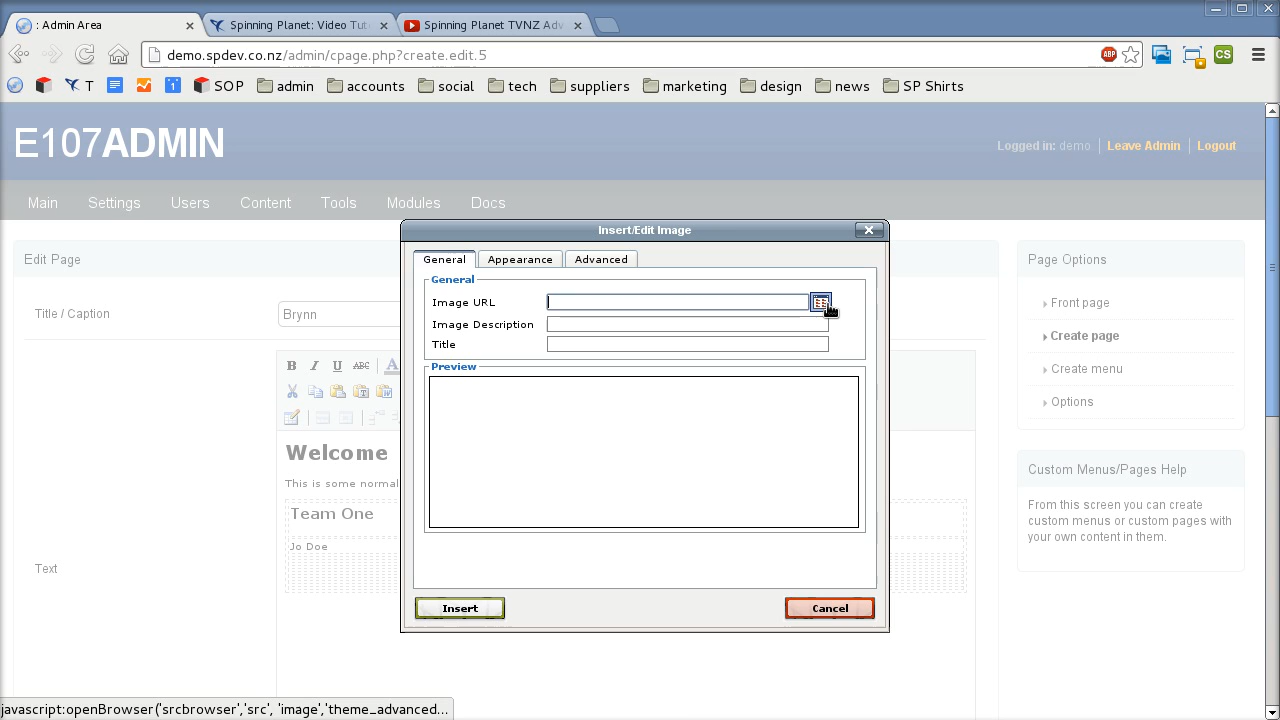 : Admin Area
Spinning Planet: Video Tut
Spinning Planet TVNZ Adv
demo.spdev.co.nz/admin/cpage.php?create.edit.5
ABP
CS
T
1
SOP
admin
accounts
social
tech
suppliers
marketing
design
news
SP Shirts
E107ADMIN
Logged in: demo
Leave Admin
Logout
Main
Settings
Users
Content
Tools
Modules
Docs
Insert/Edit Image
Edit Page
General
Appearance
Advanced
Page Options
General
Title / Caption
Brynn
Image URL
Front page
Image Description
Create page
Title
B I U ABC A
Preview
Create menu
Options
Welcome
Custom Menus/Pages Help
This is some normal
From this screen you can create
custom menus or custom pages with
your own content in them.
Team One
Jo Doe
Text
Insert
Cancel
javascript:openBrowser('srcbrowser','src', 'image','theme_advanced...